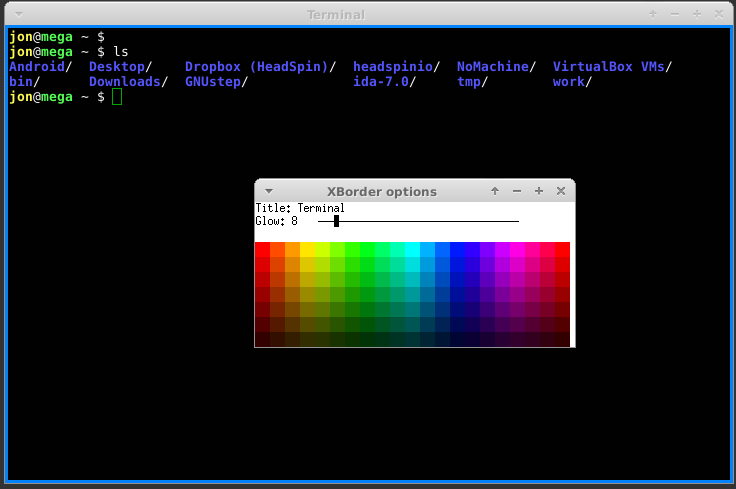 Terminal
jon@mega ~ $
jon@mega ~ $ ls
Android/ Desktop/ Dropbox (HeadSpin)/ headspinio/ NoMachine/ VirtualBox VMs/
bin/ Downloads/ GNUstep/ ida-7.0/ tmp/ work/
jon@mega ~ $
XBorder options
Title: Terminal
Glow: 8